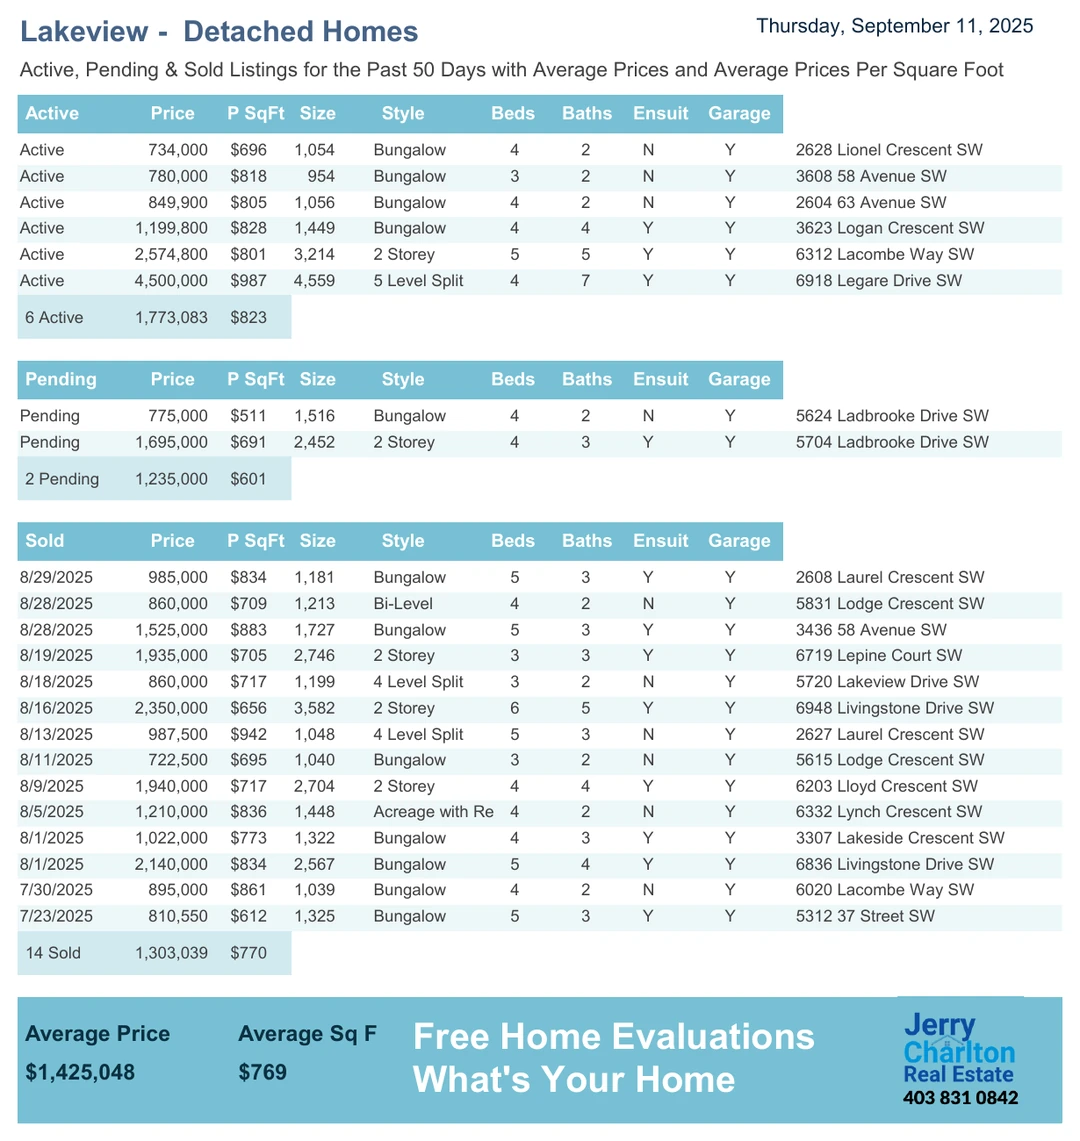 Lakeview - Detached Homes
Thursday, September 11, 2025
Active, Pending & Sold Listings for the Past 50 Days with Average Prices and Average Prices Per Square Foot
Active Price P SqFt Size Style Beds Baths Ensuit Garage
Active 734,000 $696 1,054 Bungalow 4 2 N Y 2628 Lionel Crescent SW
Active 780,000 $818 954 Bungalow 3 2 N Y 3608 58 Avenue SW
Active 849,900 $805 1,056 Bungalow 4 2 N Y 2604 63 Avenue SW
Active 1,199,800 $828 1,449 Bungalow 4 4 Y Y 3623 Logan Crescent SW
Active 2,574,800 $801 3,214 2 Storey 5 5 Y Y 6312 Lacombe Way SW
Active 4,500,000 $987 4,559 5 Level Split 4 7 Y Y 6918 Legare Drive SW
6 Active 1,773,083 $823
Pending Price P SqFt Size Style Beds Baths Ensuit Garage
Pending 775,000 $511 1,516 Bungalow 4 2 N Y 5624 Ladbrooke Drive SW
Pending 1,695,000 $691 2,452 2 Storey 4 3 Y Y 5704 Ladbrooke Drive SW
2 Pending 1,235,000 $601
Sold Price P SqFt Size Style Beds Baths Ensuit Garage
8/29/2025 985,000 $834 1,181 Bungalow 5 3 Y Y 2608 Laurel Crescent SW
8/28/2025 860,000 $709 1,213 Bi-Level 4 2 N Y 5831 Lodge Crescent SW
8/28/2025 1,525,000 $883 1,727 Bungalow 5 3 Y Y 3436 58 Avenue SW
8/19/2025 1,935,000 $705 2,746 2 Storey 3 3 Y Y 6719 Lepine Court SW
8/18/2025 860,000 $717 1,199 4 Level Split 3 2 N Y 5720 Lakeview Drive SW
8/16/2025 2,350,000 $656 3,582 2 Storey 6 5 Y Y 6948 Livingstone Drive SW
8/13/2025 987,500 $942 1,048 4 Level Split 5 3 N Y 2627 Laurel Crescent SW
8/11/2025 722,500 $695 1,040 Bungalow 3 2 N Y 5615 Lodge Crescent SW
8/9/2025 1,940,000 $717 2,704 2 Storey 4 4 Y Y 6203 Lloyd Crescent SW
8/5/2025 1,210,000 $836 1,448 Acreage with Re 4 2 N Y 6332 Lynch Crescent SW
8/1/2025 1,022,000 $773 1,322 Bungalow 4 3 Y Y 3307 Lakeside Crescent SW
8/1/2025 2,140,000 $834 2,567 Bungalow 5 4 Y Y 6836 Livingstone Drive SW
7/30/2025 895,000 $861 1,039 Bungalow 4 2 N Y 6020 Lacombe Way SW
7/23/2025 810,550 $612 1,325 Bungalow 5 3 Y Y 5312 37 Street SW
14 Sold 1,303,039 $770
Average Price Average Sq F
$1,425,048 $769
Free Home Evaluations
What's Your Home
Jerry
Charlton
Real Estate
403 831 0842